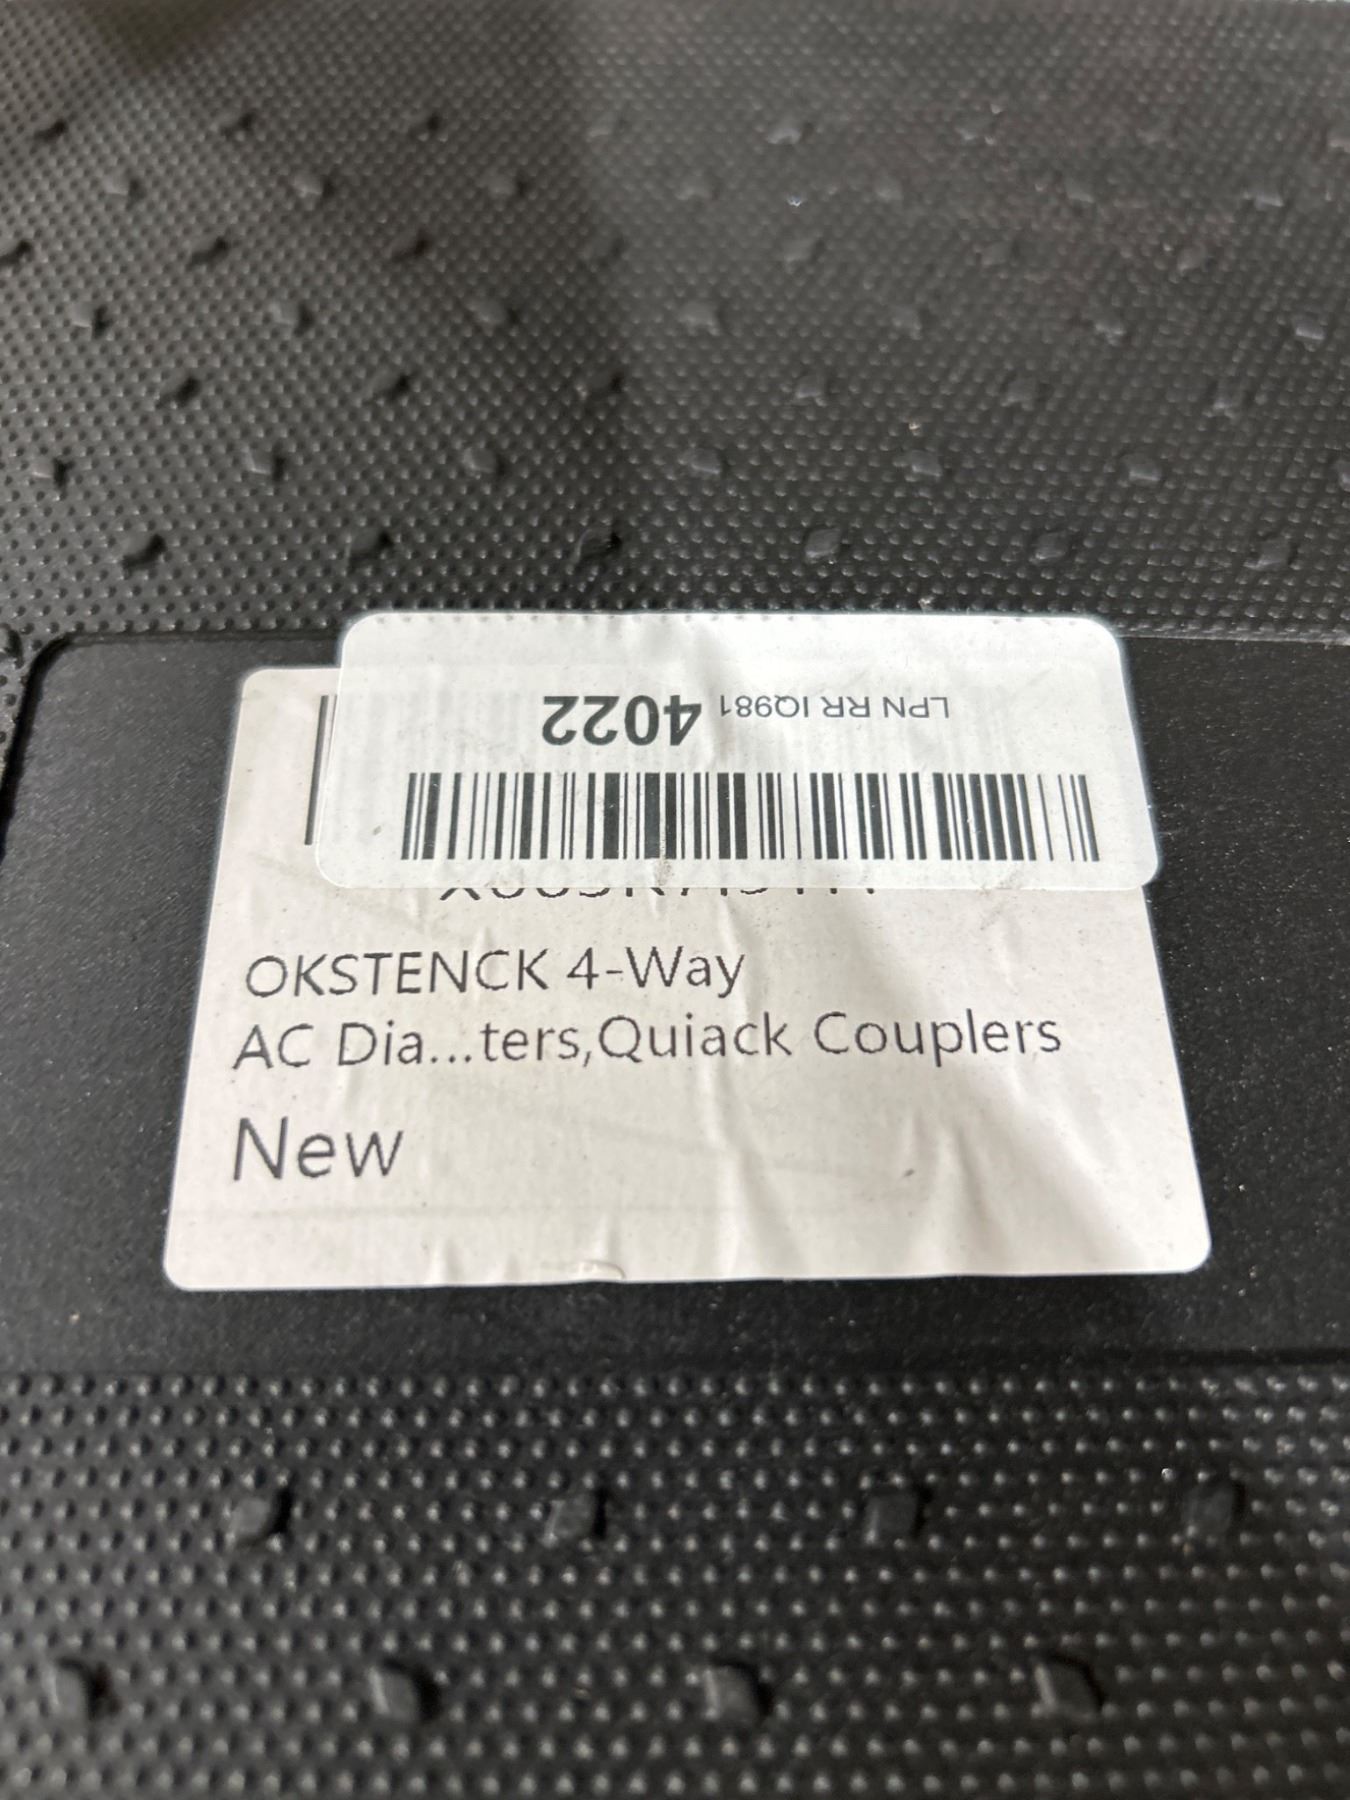 LPN RR IQ981 4022
OKSTENCK 4-Way
AC Dia...ters,Quiack Couplers
New